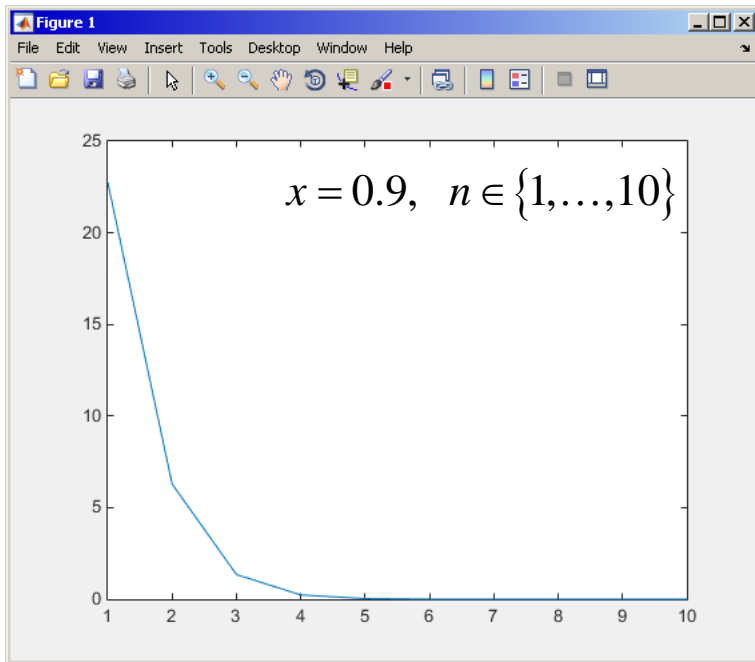 Figure 1
File Edit View Insert Tools Desktop Window Help
x = 0.9, n ∈ {1,…,10}
25
20
15
10
5
0
1 2 3 4 5 6 7 8 9 10